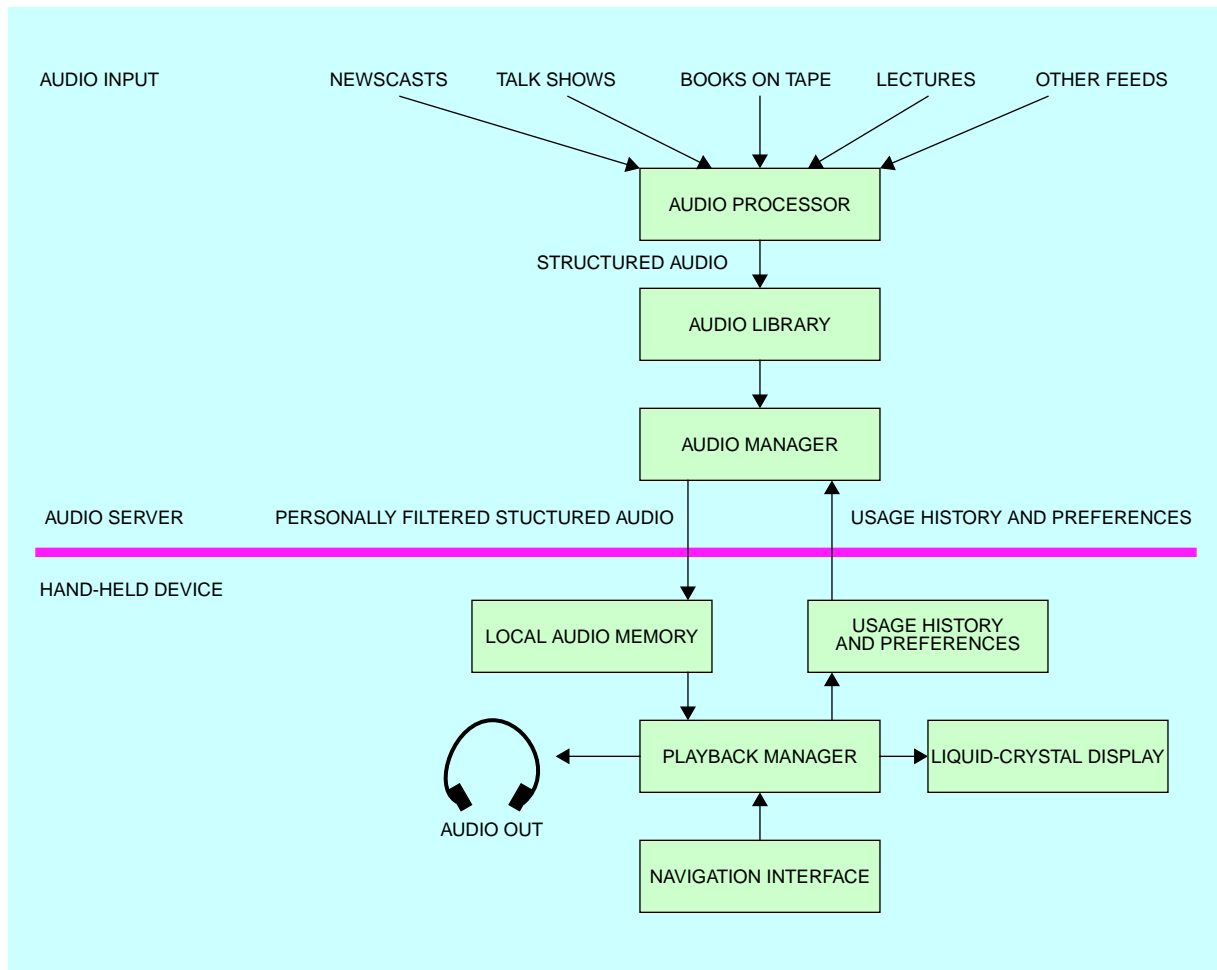 AUDIO INPUT
NEWSCASTS
TALK SHOWS
BOOKS ON TAPE
LECTURES
OTHER FEEDS
AUDIO PROCESSOR
STRUCTURED AUDIO
AUDIO LIBRARY
AUDIO MANAGER
AUDIO SERVER
PERSONALLY FILTERED STUCTURED AUDIO
USAGE HISTORY AND PREFERENCES
HAND-HELD DEVICE
LOCAL AUDIO MEMORY
USAGE HISTORY
AND PREFERENCES
PLAYBACK MANAGER
LIQUID-CRYSTAL DISPLAY
AUDIO OUT
NAVIGATION INTERFACE